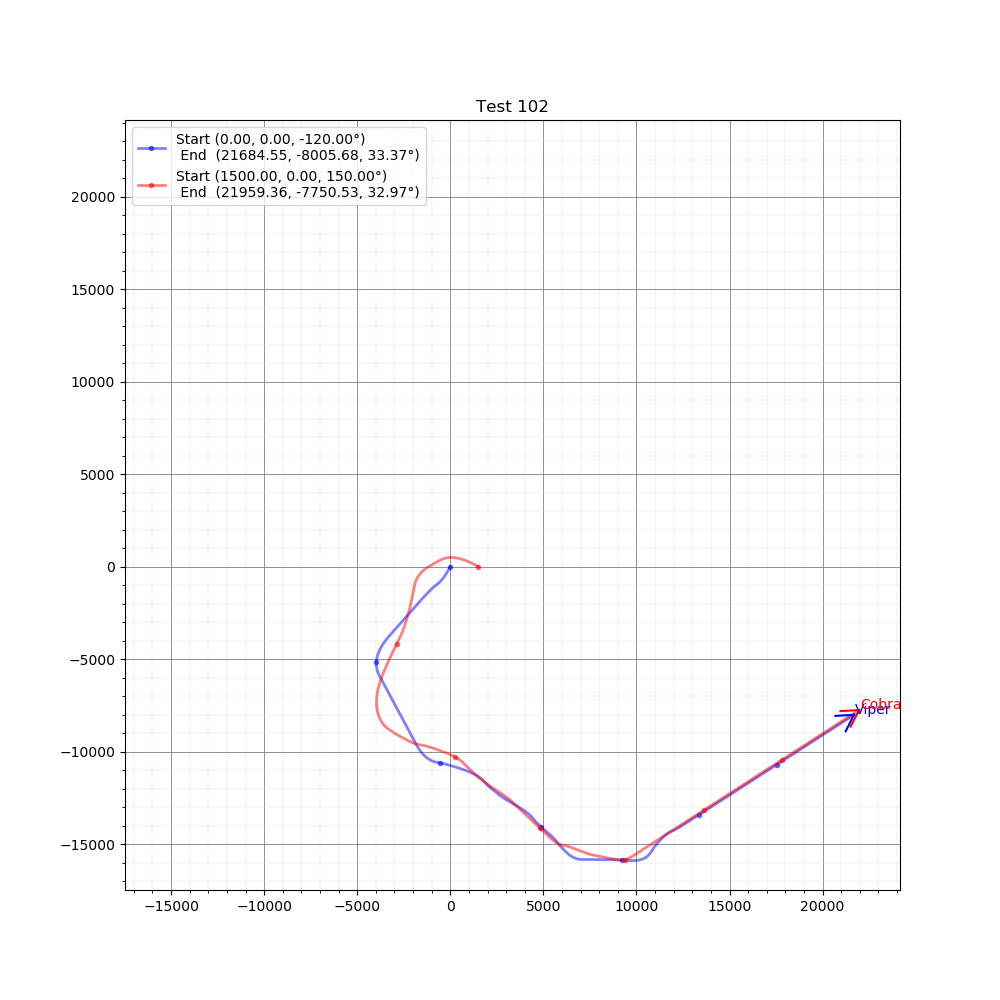 Test 102
Start (0.00, 0.00, -120.00°)
End (21684.55, -8005.68, 33.37°)
Start (1500.00, 0.00, 150.00°)
End (21959.36, -7750.53, 32.97°)
20000
15000
10000
5000
0
−5000
−10000
−15000
Cobra
Viper
−15000 −10000 −5000 0 5000 10000 15000 20000